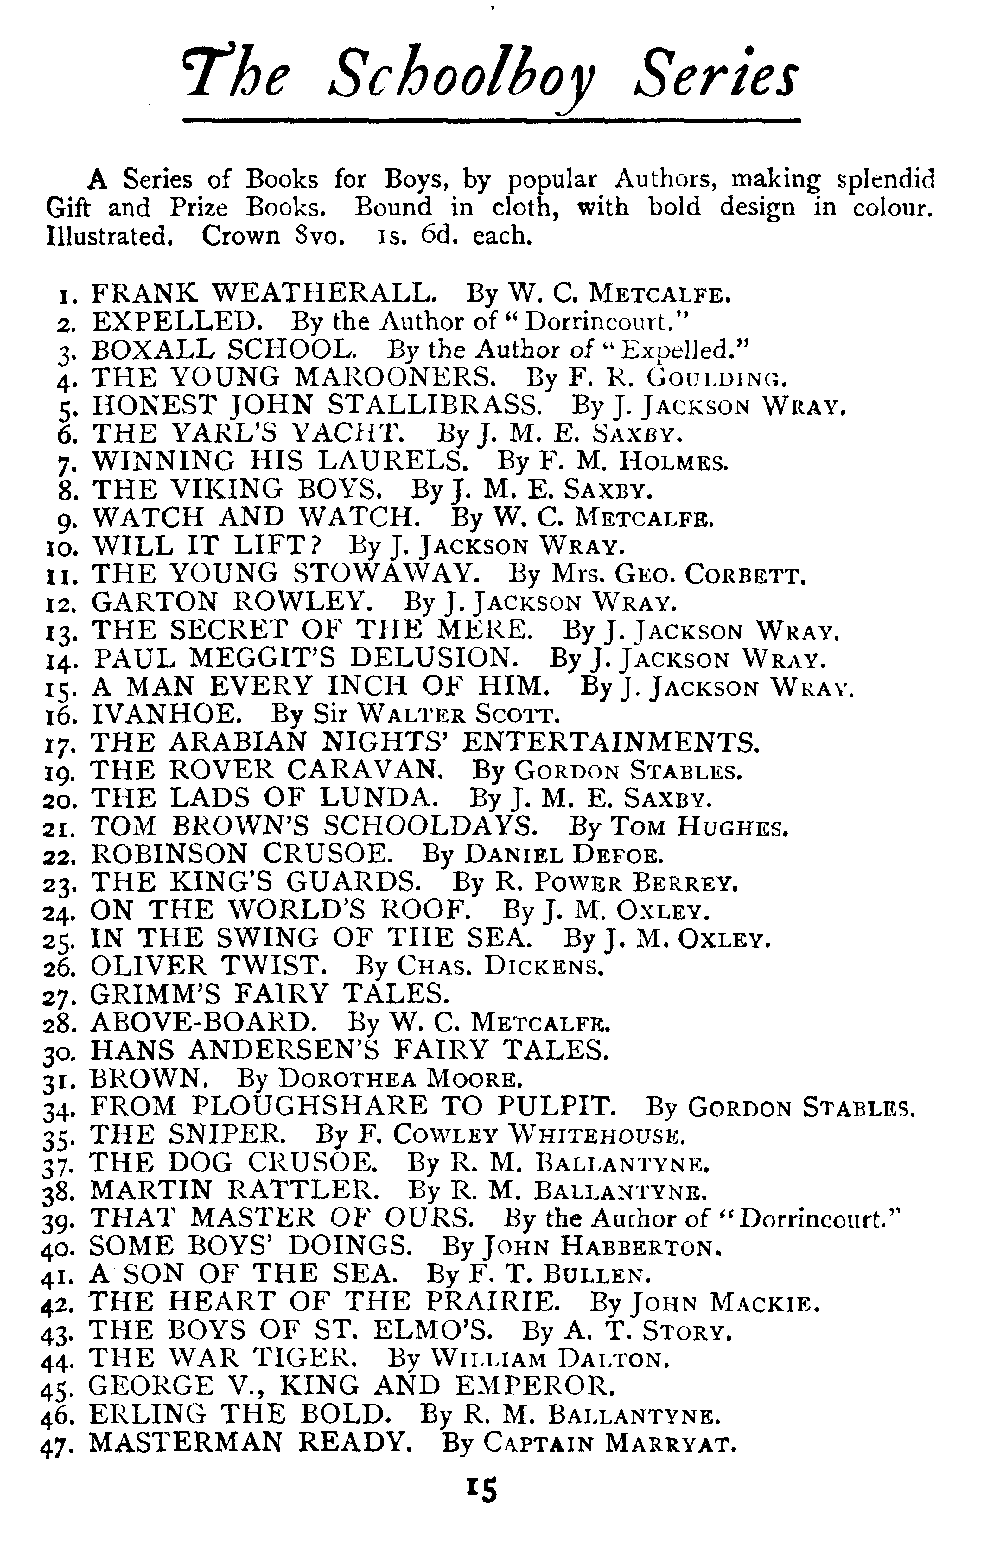 The Schoolboy Series
A Series of Books for Boys, by popular Authors, making splendid
Gift and Prize Books. Bound in cloth, with bold design in colour.
Illustrated. Crown 8vo. 1s. 6d. each.
1. FRANK WEATHERALL. By W. C. METCALFE.
2. EXPELLED. By the Author of "Dorrincourt."
3. BOXALL SCHOOL. By the Author of "Expelled."
4. THE YOUNG MAROONERS. By F. R. GOULDING.
5. HONEST JOHN STALLIBRASS. By J. JACKSON WRAY.
6. THE YARL'S YACHT. By J. M. E. SAXBY.
7. WINNING HIS LAURELS. By F. M. HOLMES.
8. THE VIKING BOYS. By J. M. E. SAXBY.
9. WATCH AND WATCH. By W. C. METCALFE.
10. WILL IT LIFT? By J. JACKSON WRAY.
11. THE YOUNG STOWAWAY. By Mrs. GEO. CORBETT.
12. GARTON ROWLEY. By J. JACKSON WRAY.
13. THE SECRET OF THE MERE. By J. JACKSON WRAY.
14. PAUL MEGGIT'S DELUSION. By J. JACKSON WRAY.
15. A MAN EVERY INCH OF HIM. By J. JACKSON WRAY.
16. IVANHOE. By Sir WALTER SCOTT.
17. THE ARABIAN NIGHTS' ENTERTAINMENTS.
19. THE ROVER CARAVAN. By GORDON STABLES.
20. THE LADS OF LUNDA. By J. M. E. SAXBY.
21. TOM BROWN'S SCHOOLDAYS. By TOM HUGHES.
22. ROBINSON CRUSOE. By DANIEL DEFOE.
23. THE KING'S GUARDS. By R. POWER BERREY.
24. ON THE WORLD'S ROOF. By J. M. OXLEY.
25. IN THE SWING OF THE SEA. By J. M. OXLEY.
26. OLIVER TWIST. By CHAS. DICKENS.
27. GRIMM'S FAIRY TALES.
28. ABOVE-BOARD. By W. C. METCALFE.
30. HANS ANDERSEN'S FAIRY TALES.
31. BROWN. By DOROTHEA MOORE.
34. FROM PLOUGHSHARE TO PULPIT. By GORDON STABLES.
35. THE SNIPER. By F. COWLEY WHITEHOUSE.
37. THE DOG CRUSOE. By R. M. BALLANTYNE.
38. MARTIN RATTLER. By R. M. BALLANTYNE.
39. THAT MASTER OF OURS. By the Author of "Dorrincourt."
40. SOME BOYS' DOINGS. By JOHN HABBERTON.
41. A SON OF THE SEA. By F. T. BULLEN.
42. THE HEART OF THE PRAIRIE. By JOHN MACKIE.
43. THE BOYS OF ST. ELMO'S. By A. T. STORY.
44. THE WAR TIGER. By WILLIAM DALTON.
45. GEORGE V., KING AND EMPEROR.
46. ERLING THE BOLD. By R. M. BALLANTYNE.
47. MASTERMAN READY. By CAPTAIN MARRYAT.
15